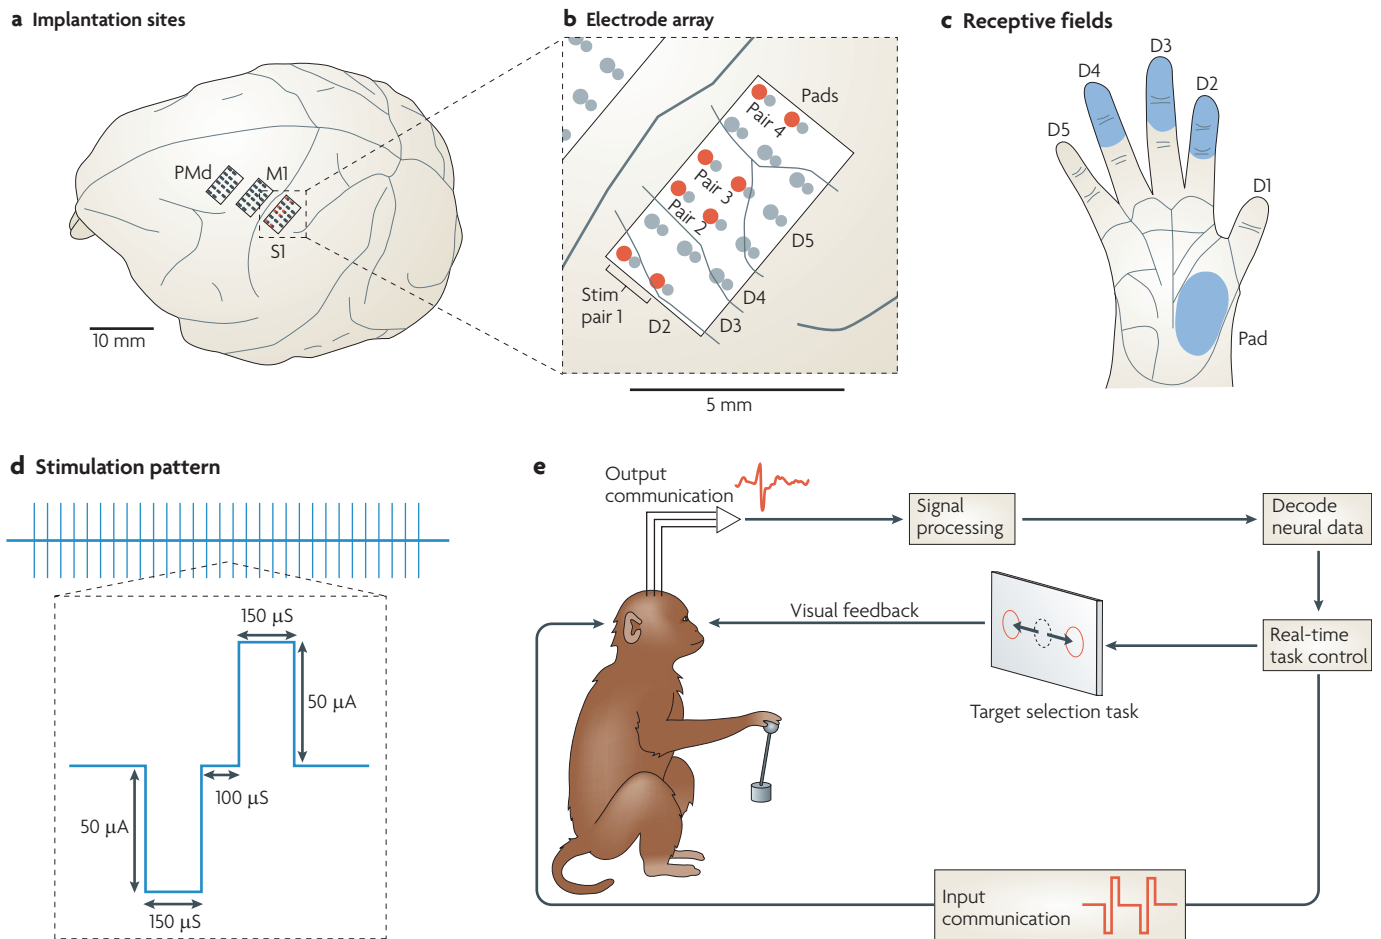 a Implantation sites
PMd
M1
S1
10 mm
b Electrode array
Pads
Pair 4
Pair 3
Pair 2
Stim
pair 1
D2
D3
D4
D5
5 mm
c Receptive fields
D3
D4
D2
D5
D1
Pad
d Stimulation pattern
150 μS
50 μA
100 μS
50 μA
150 μS
e
Output
communication
Signal
processing
Decode
neural data
Visual feedback
Real-time
task control
Target selection task
Input
communication